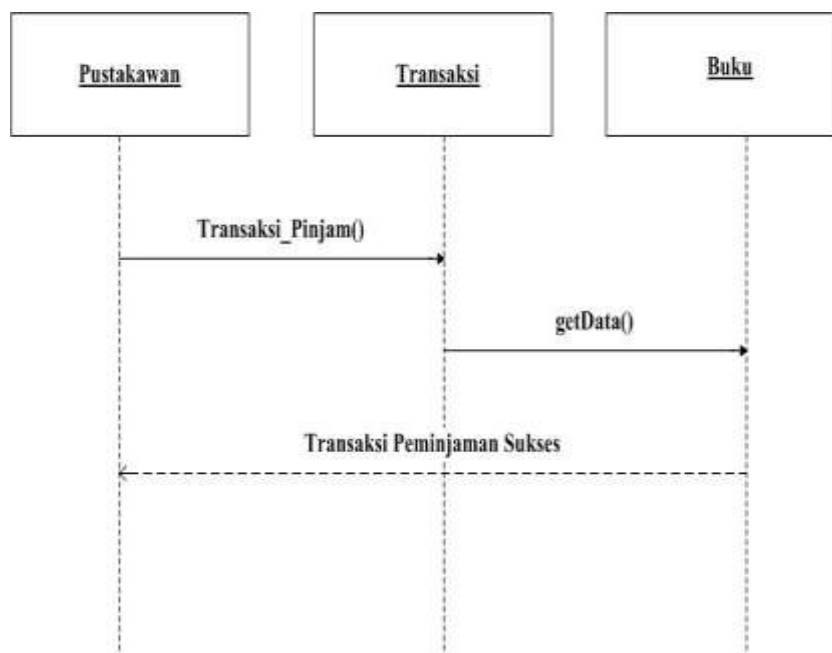 Pustakawan
Transaksi
Buku
Transaksi_Pinjam()
getData()
Transaksi Peminjaman Sukses